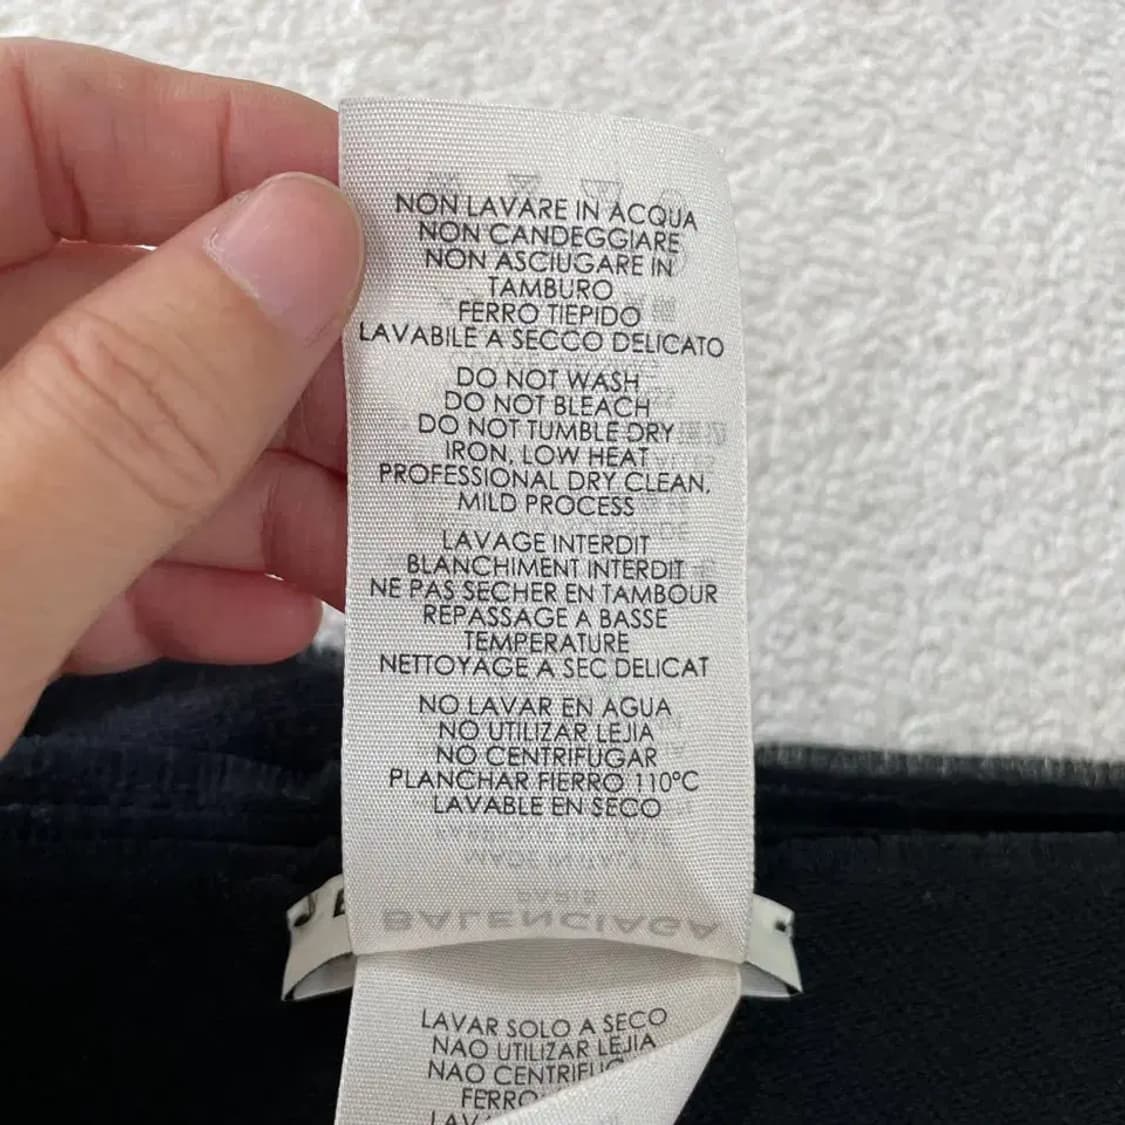 NON LAVARE IN ACQUA
NON CANDEGGIARE
NON ASCIUGARE IN
TAMBURO
FERRO TIEPIDO
LAVABILE A SECCO DELICATO
DO NOT WASH
DO NOT BLEACH
DO NOT TUMBLE DRY
IRON, LOW HEAT
PROFESSIONAL DRY CLEAN,
MILD PROCESS
LAVAGE INTERDIT
BLANCHIMENT INTERDIT
NE PAS SECHER EN TAMBOUR
REPASSAGE A BASSE
TEMPERATURE
NETTOYAGE A SEC DELICAT
NO LAVAR EN AGUA
NO UTILIZAR LEJIA
NO CENTRIFUGAR
PLANCHAR FIERRO 110°C
LAVABLE EN SECO
PARIS
BALENCIAGA
LAVAR SOLO A SECO
NAO UTILIZAR LEJIA
NAO
FERRO